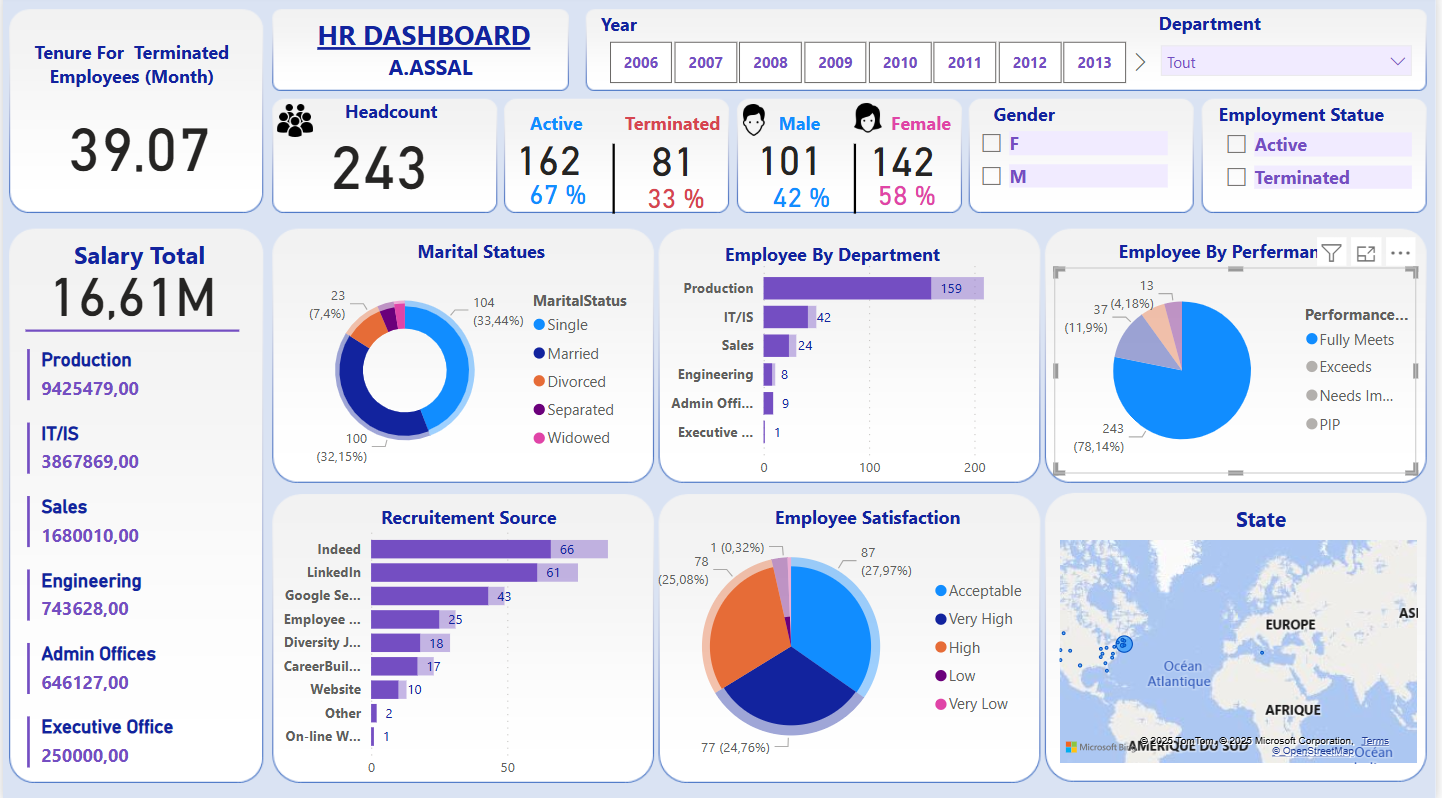 Tenure For Terminated
Employees (Month)
39.07
HR DASHBOARD
A.ASSAL
Year
2006 2007 2008 2009 2010 2011 2012 2013
Department
Tout
Headcount
243
Active
162
67 %
Terminated
81
33 %
Male
101
42 %
Female
142
58 %
Gender
F
M
Employment Statue
Active
Terminated
Salary Total
16,61M
Production
9425479,00
IT/IS
3867869,00
Sales
1680010,00
Engineering
743628,00
Admin Offices
646127,00
Executive Office
250000,00
Marital Statues
23
(7,4%)
104
(33,44%)
100
(32,15%)
MaritalStatus
Single
Married
Divorced
Separated
Widowed
Employee By Department
Production 159
IT/IS 42
Sales 24
Engineering 8
Admin Offi... 9
Executive ... 1
0 100 200
Employee By Performan
13
(4,18%)
37
(11,9%)
243
(78,14%)
Performance...
Fully Meets
Exceeds
Needs Im...
PIP
Recruitement Source
Indeed 66
LinkedIn 61
Google Se... 43
Employee ... 25
Diversity J... 18
CareerBuil... 17
Website 10
Other 2
On-line W... 1
0 50
Employee Satisfaction
1 (0,32%)
87
(27,97%)
78
(25,08%)
77 (24,76%)
Acceptable
Very High
High
Low
Very Low
State
EUROPE
ASI
Océan
Atlantique
AFRIQUE
AMÉRIQUE DU SUD
Océan
Microsoft Bi
© 2025 TomTom, © 2025 Microsoft Corporation, Terms
© OpenStreetMap